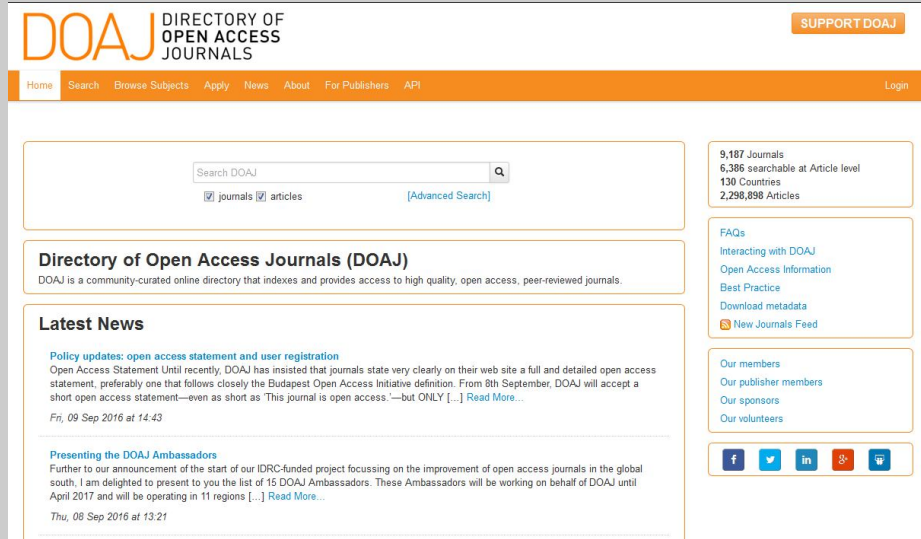 DOAJ
DIRECTORY OF
OPEN ACCESS
JOURNALS
SUPPORT DOAJ
Home Search Browse Subjects Apply News About For Publishers API Login
Search DOAJ
journals articles [Advanced Search]
Directory of Open Access Journals (DOAJ)
DOAJ is a community-curated online directory that indexes and provides access to high quality, open access, peer-reviewed journals.
Latest News
Policy updates: open access statement and user registration
Open Access Statement Until recently, DOAJ has insisted that journals state very clearly on their web site a full and detailed open access
statement, preferably one that follows closely the Budapest Open Access Initiative definition. From 8th September, DOAJ will accept a
short open access statement—even as short as 'This journal is open access.'—but ONLY […] Read More...
Fri, 09 Sep 2016 at 14:43
Presenting the DOAJ Ambassadors
Further to our announcement of the start of our IDRC-funded project focussing on the improvement of open access journals in the global
south, I am delighted to present to you the list of 15 DOAJ Ambassadors. These Ambassadors will be working on behalf of DOAJ until
April 2017 and will be operating in 11 regions […] Read More...
Thu, 08 Sep 2016 at 13:21
9,187 Journals
6,386 searchable at Article level
130 Countries
2,298,898 Articles
FAQs
Interacting with DOAJ
Open Access Information
Best Practice
Download metadata
New Journals Feed
Our members
Our publisher members
Our sponsors
Our volunteers
f in g+